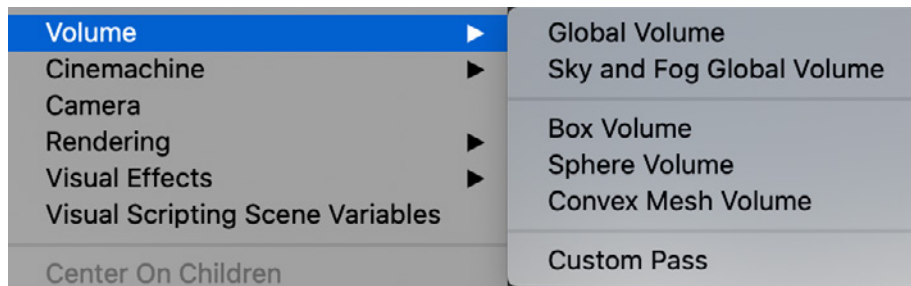 Volume
Cinemachine
Camera
Rendering
Visual Effects
Visual Scripting Scene Variables
Center On Children
Global Volume
Sky and Fog Global Volume
Box Volume
Sphere Volume
Convex Mesh Volume
Custom Pass